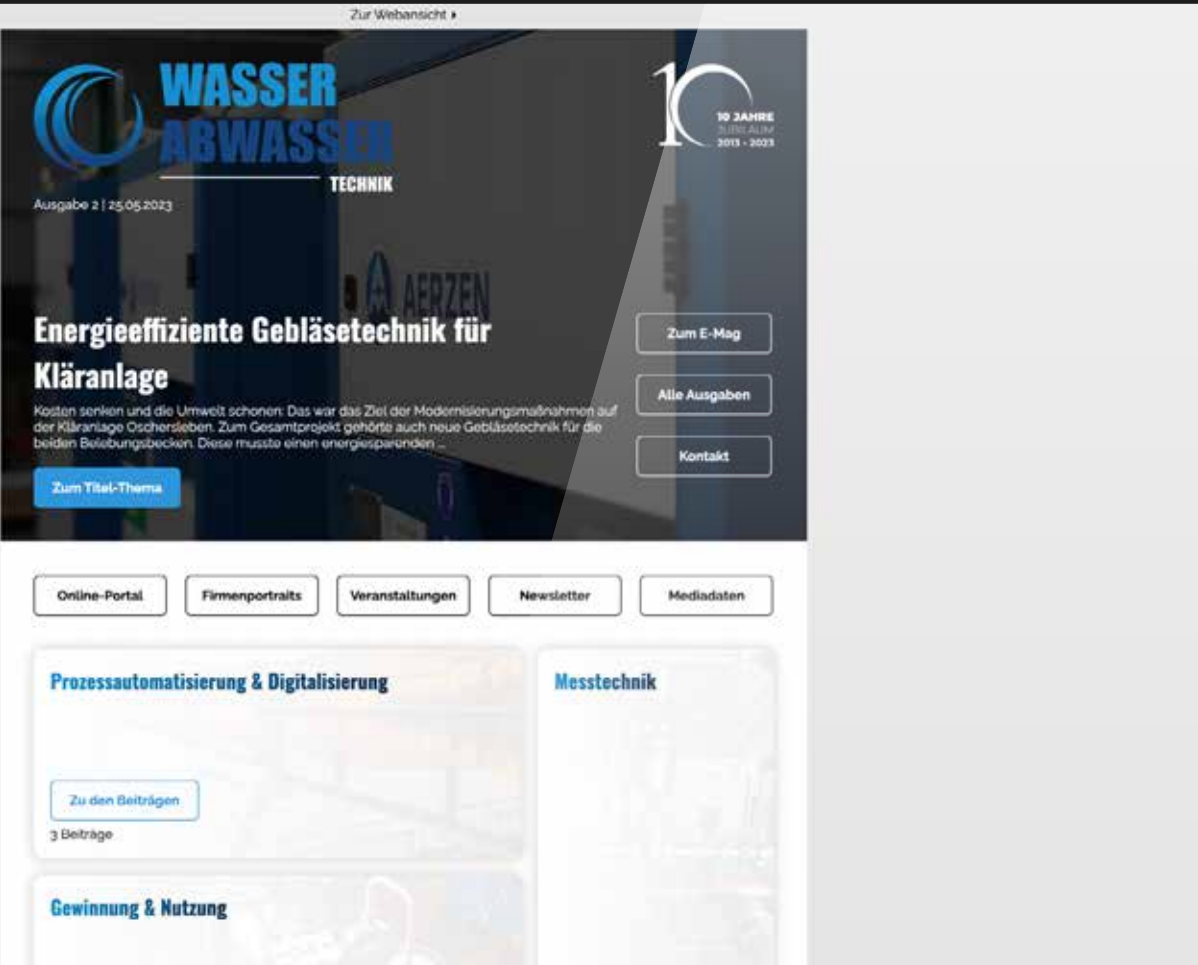 Zur Webansicht
WASSER
ABWASSER
TECHNIK
10
10 JAHRE
JUBILÄUM
2013 - 2023
Ausgabe 2 | 25.05.2023
AERZEN
Energieeffiziente Gebläsetechnik für
Kläranlage
Kosten senken und die Umwelt schonen: Das war das Ziel der Modernisierungsmaßnahmen auf
der Kläranlage Oschersleben. Zum Gesamtprojekt gehörte auch neue Gebläsetechnik für die
beiden Belebungsbecken. Diese musste einen energiesparenden ...
Zum Titel-Thema
Zum E-Mag
Alle Ausgaben
Kontakt
Online-Portal
Firmenportraits
Veranstaltungen
Newsletter
Mediadaten
Prozessautomatisierung & Digitalisierung
Zu den Beiträgen
3 Beiträge
Messtechnik
Gewinnung & Nutzung